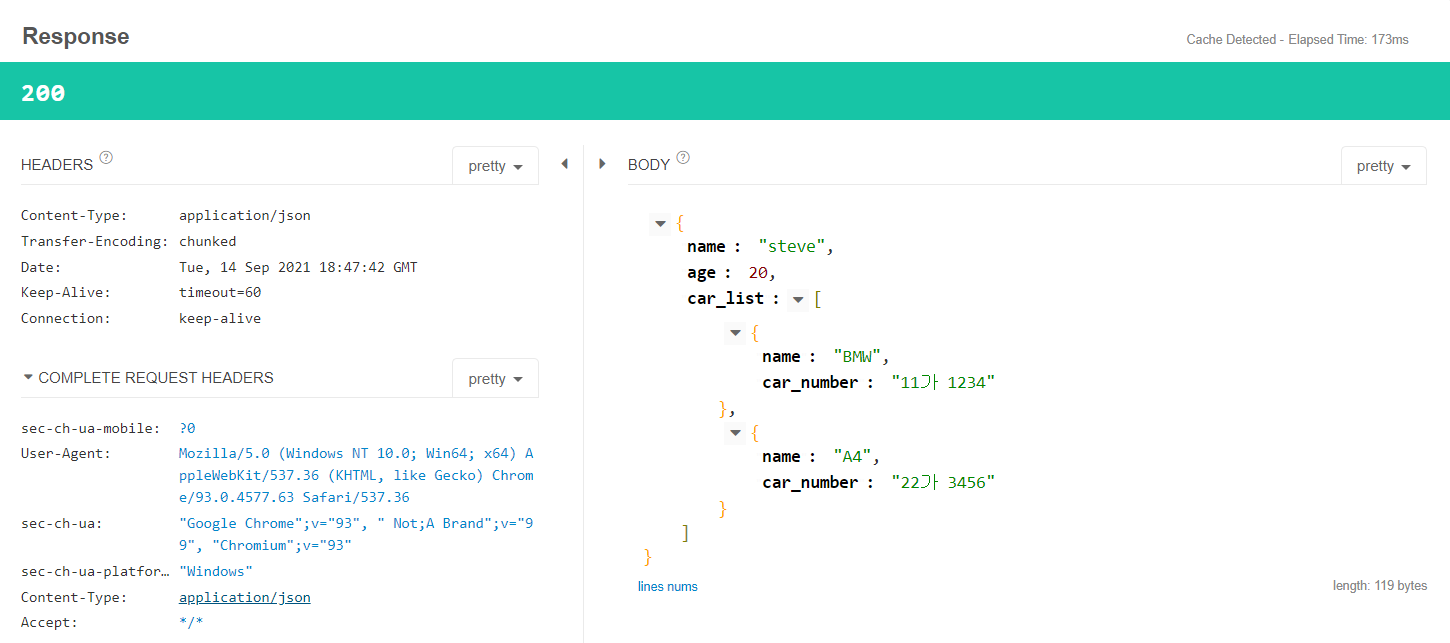 Response
Cache Detected - Elapsed Time: 173ms
200
HEADERS ?
pretty
Content-Type: application/json
Transfer-Encoding: chunked
Date: Tue, 14 Sep 2021 18:47:42 GMT
Keep-Alive: timeout=60
Connection: keep-alive
COMPLETE REQUEST HEADERS
pretty
sec-ch-ua-mobile: ?0
User-Agent: Mozilla/5.0 (Windows NT 10.0; Win64; x64) A
ppleWebKit/537.36 (KHTML, like Gecko) Chrom
e/93.0.4577.63 Safari/537.36
sec-ch-ua: "Google Chrome";v="93", " Not;A Brand";v="9
9", "Chromium";v="93"
sec-ch-ua-platfor… "Windows"
Content-Type: application/json
Accept: */*
BODY ?
pretty
{
name : "steve",
age : 20,
car_list : [
{
name : "BMW",
car_number : "11가 1234"
},
{
name : "A4",
car_number : "22가 3456"
}
]
}
lines nums
length: 119 bytes